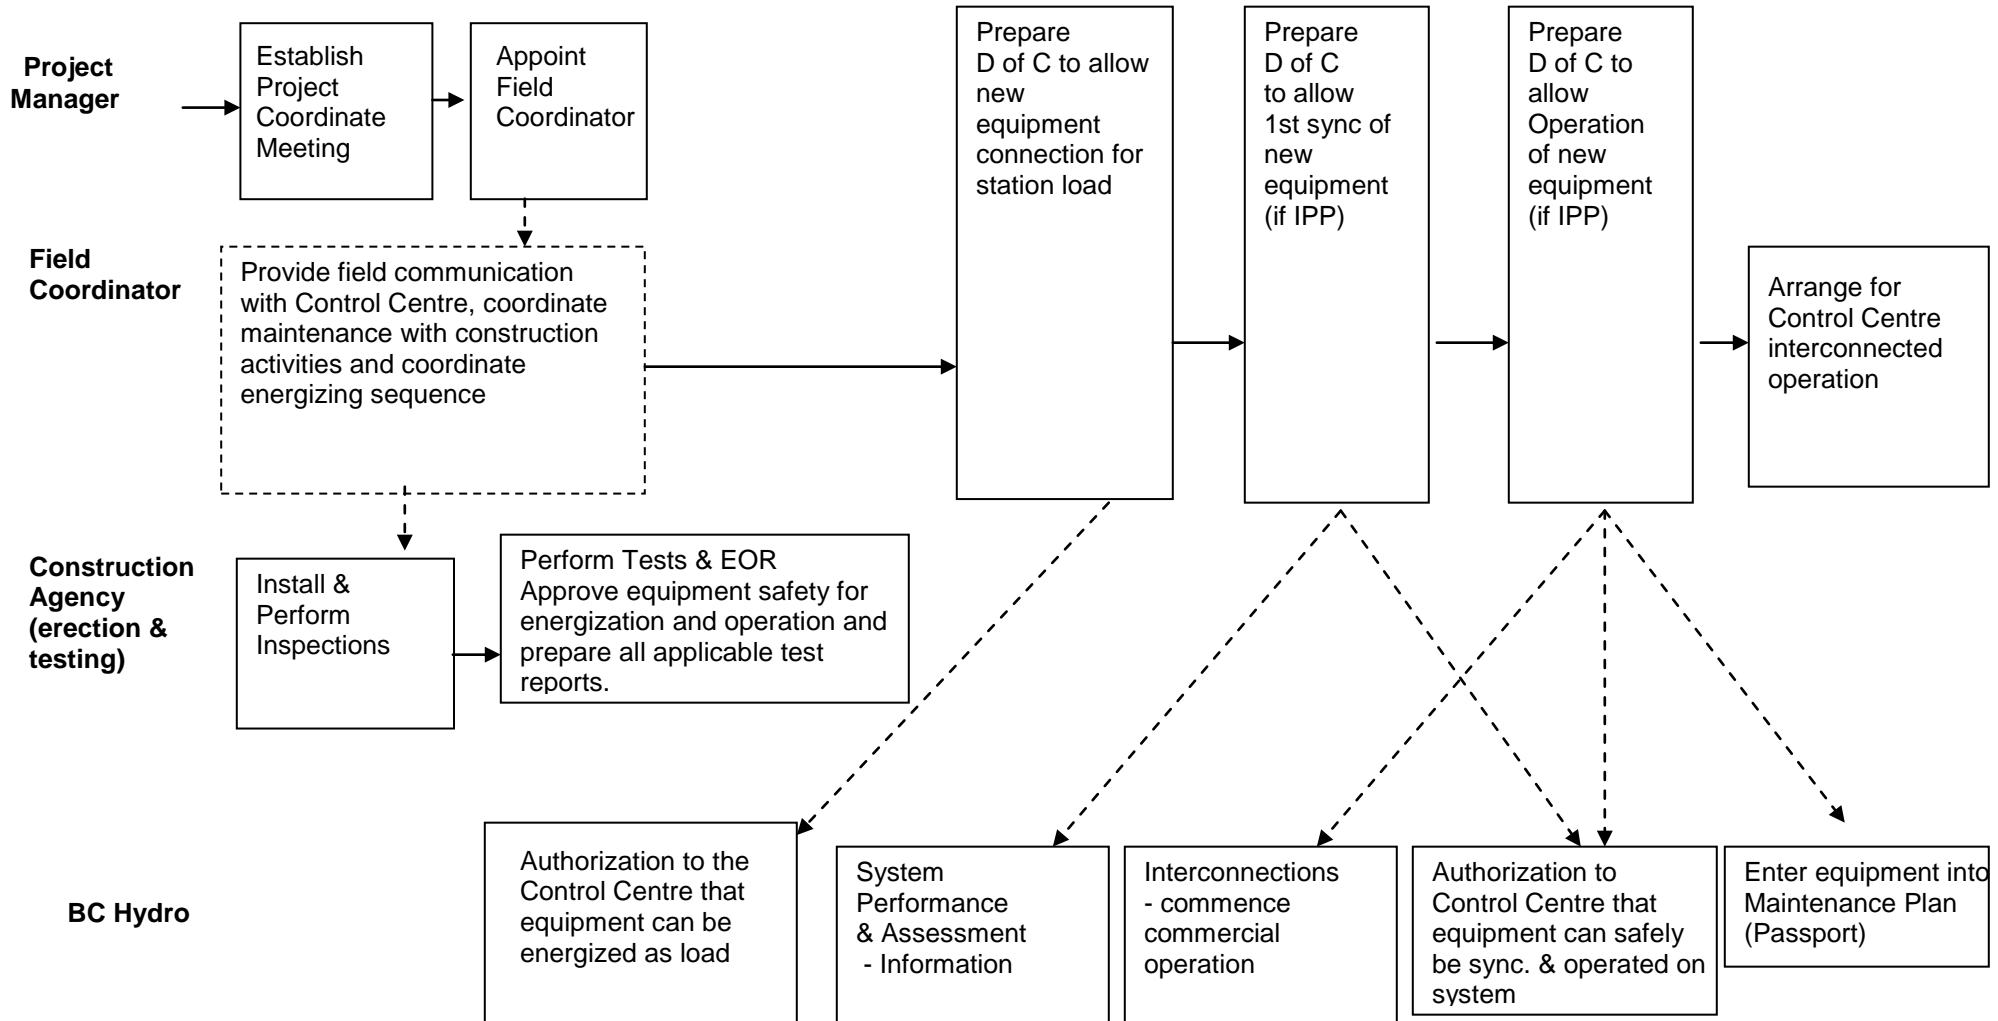 Project
Manager
Establish
Project
Coordinate
Meeting
Appoint
Field
Coordinator
Prepare
D of C to allow
new
equipment
connection for
station load
Prepare
D of C
to allow
1st sync of
new
equipment
(if IPP)
Prepare
D of C to
allow
Operation
of new
equipment
(if IPP)
Field
Coordinator
Provide field communication
with Control Centre, coordinate
maintenance with construction
activities and coordinate
energizing sequence
Arrange for
Control Centre
interconnected
operation
Construction
Agency
(erection &
testing)
Install &
Perform
Inspections
Perform Tests & EOR
Approve equipment safety for
energization and operation and
prepare all applicable test
reports.
BC Hydro
Authorization to the
Control Centre that
equipment can be
energized as load
System
Performance
& Assessment
- Information
Interconnections
- commence
commercial
operation
Authorization to
Control Centre that
equipment can safely
be sync. & operated on
system
Enter equipment into
Maintenance Plan
(Passport)